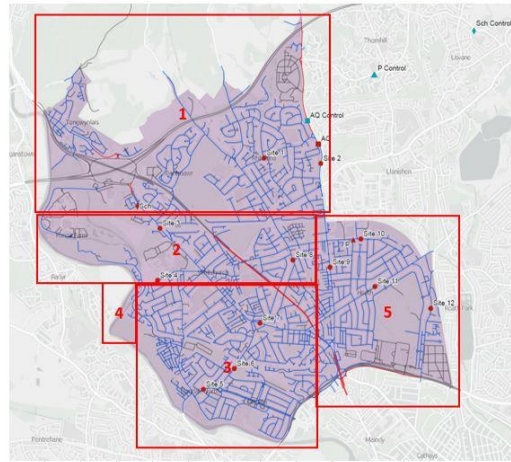 Sch Control
Thornhill
Lisvane
P Control
1
AQ Control
Tongwynlais
AQ
Site 1
Site 2
Llanishen
Sch
Site 3
2
Site 8
Site 10
P
Site 9
Radyr
Site 4
Site 11
4
5
Site 12
Site 7
3
Site 6
Site 5
Pentrebane
Maindy
Cathays